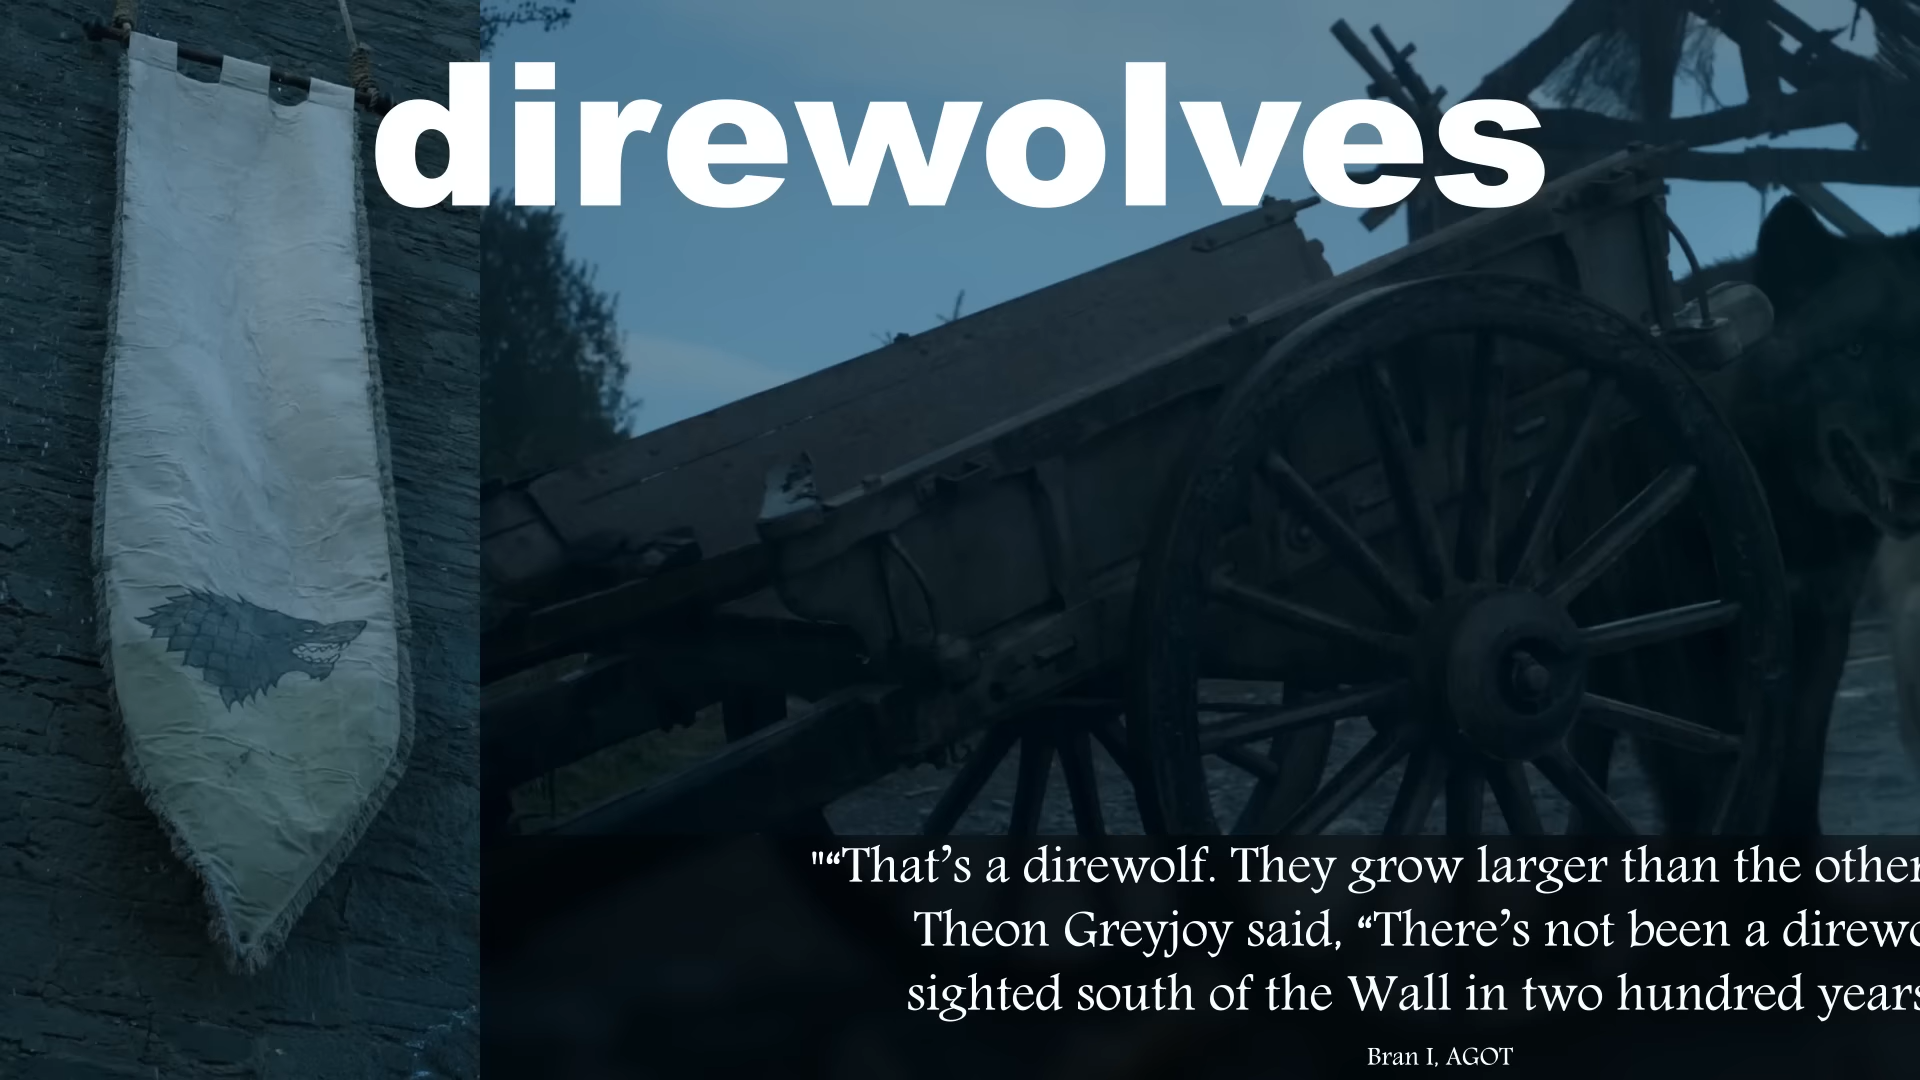 direwolves
"“That’s a direwolf. They grow larger than the other
Theon Greyjoy said, “There’s not been a
sighted south of the Wall in two hundred years
Bran I, AGOT